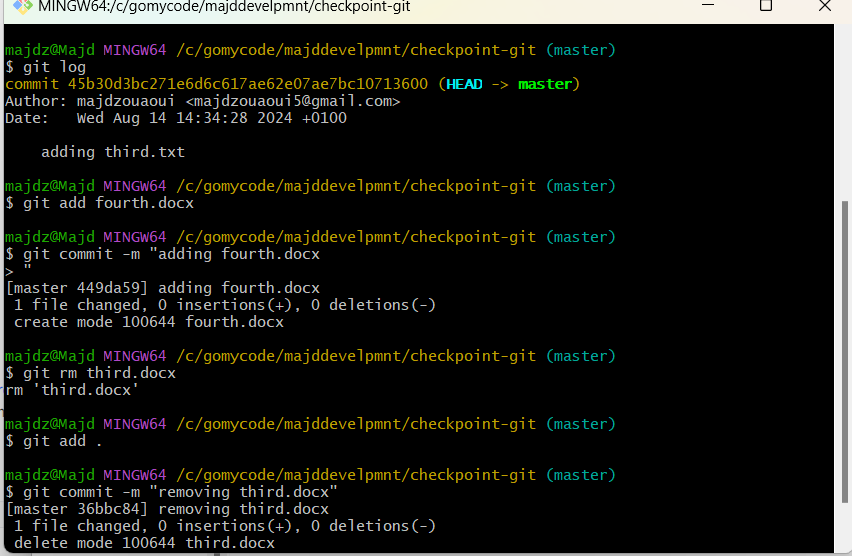 MINGW64:/c/gomycode/majddevelpmnt/checkpoint-git
majdz@Majd MINGW64 /c/gomycode/majddevelpmnt/checkpoint-git (master)
$ git log
commit 45b30d3bc271e6d6c617ae62e07ae7bc10713600 (HEAD -> master)
Author: majdzouaoui <majdzouaoui5@gmail.com>
Date:   Wed Aug 14 14:34:28 2024 +0100
    adding third.txt
majdz@Majd MINGW64 /c/gomycode/majddevelpmnt/checkpoint-git (master)
$ git add fourth.docx
majdz@Majd MINGW64 /c/gomycode/majddevelpmnt/checkpoint-git (master)
$ git commit -m "adding fourth.docx
> "
[master 449da59] adding fourth.docx
 1 file changed, 0 insertions(+), 0 deletions(-)
 create mode 100644 fourth.docx
majdz@Majd MINGW64 /c/gomycode/majddevelpmnt/checkpoint-git (master)
$ git rm third.docx
rm 'third.docx'
majdz@Majd MINGW64 /c/gomycode/majddevelpmnt/checkpoint-git (master)
$ git add .
majdz@Majd MINGW64 /c/gomycode/majddevelpmnt/checkpoint-git (master)
$ git commit -m "removing third.docx"
[master 36bbc84] removing third.docx
 1 file changed, 0 insertions(+), 0 deletions(-)
 delete mode 100644 third.docx